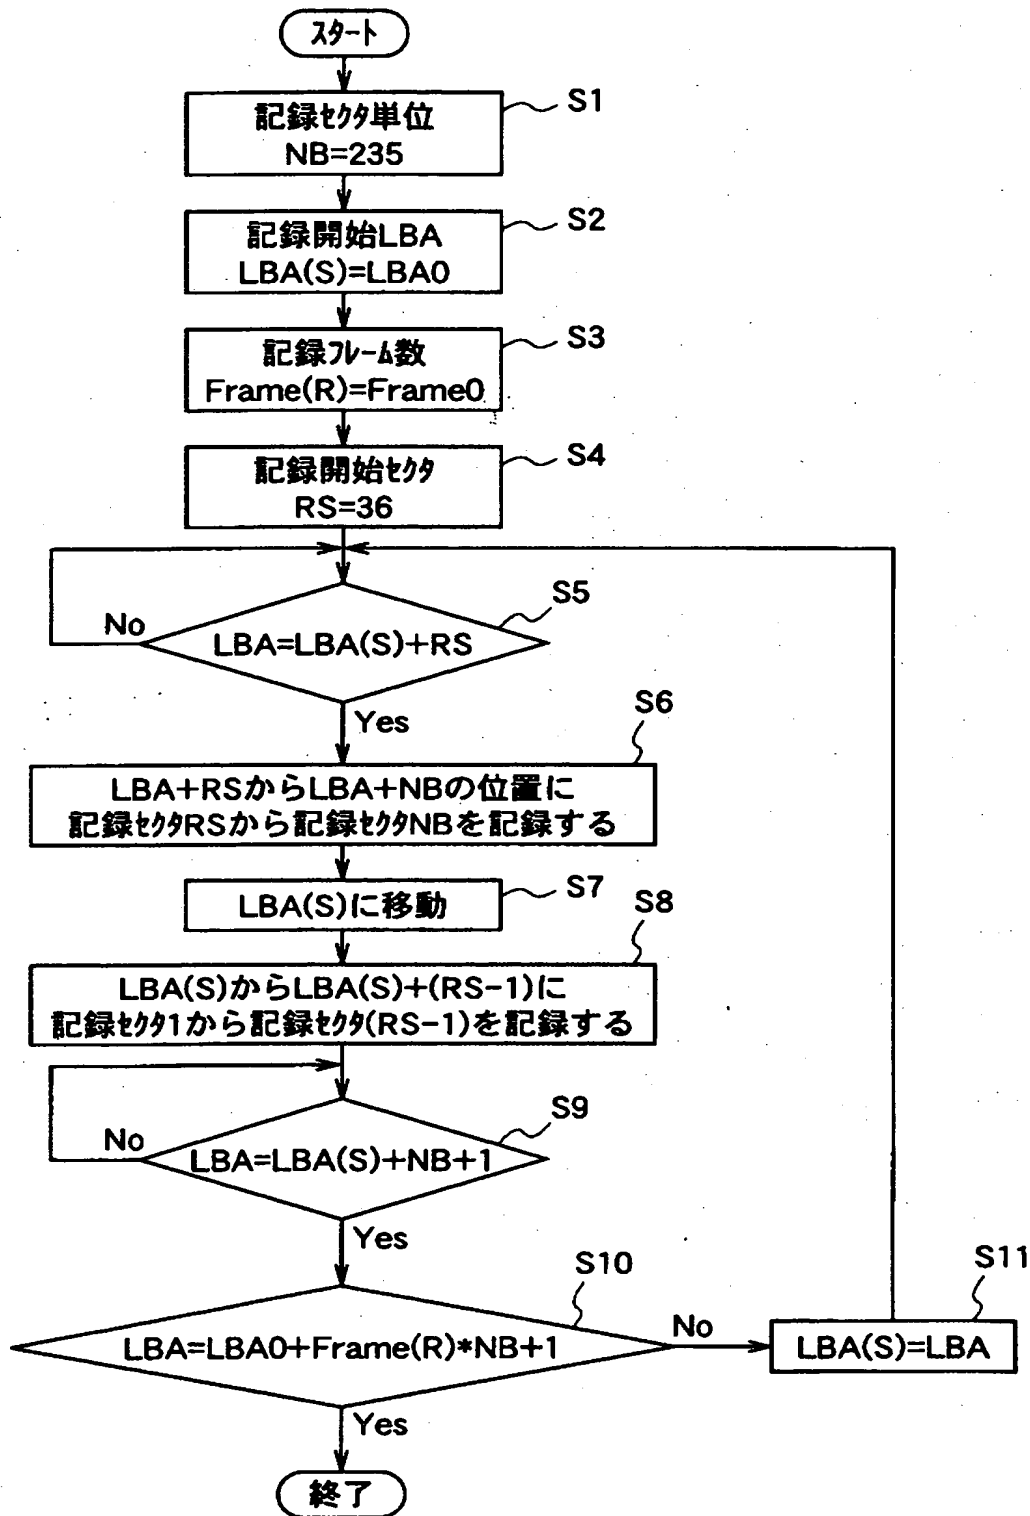 スタート
記録セクタ単位
NB=235
S1
記録開始LBA
LBA(S)=LBA0
S2
記録フレーム数
Frame(R)=Frame0
S3
記録開始セクタ
RS=36
S4
LBA=LBA(S)+RS
S5
No
Yes
LBA+RSからLBA+NBの位置に
記録セクタRSから記録セクタNBを記録する
S6
LBA(S)に移動
S7
LBA(S)からLBA(S)+(RS-1)に
記録セクタ1から記録セクタ(RS-1)を記録する
S8
LBA=LBA(S)+NB+1
S9
No
Yes
LBA=LBA0+Frame(R)*NB+1
S10
No
LBA(S)=LBA
S11
Yes
終了